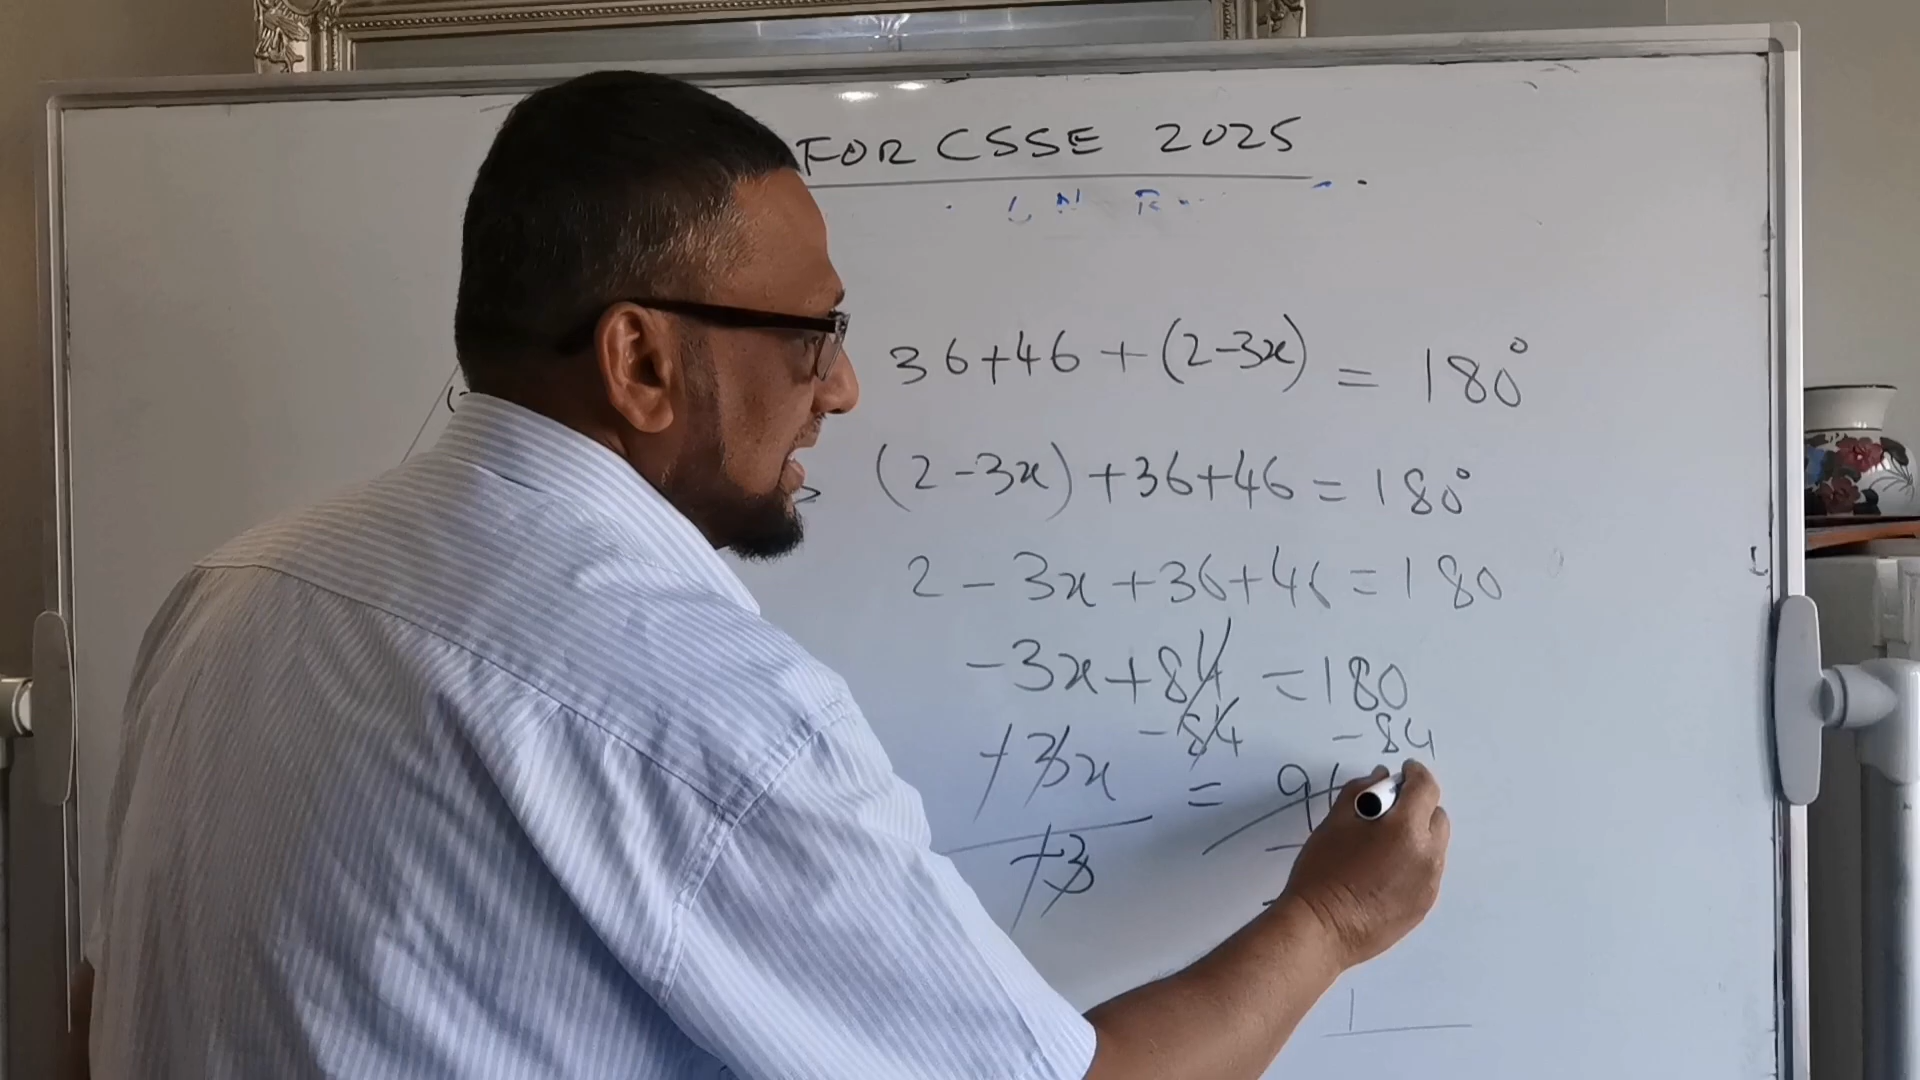 FOR CSSE 2025
36+46+(2-3x) = 180°
(2-3x)+36+46=180°
2-3x+36+46=180
-3x+84 =180
-84 -84
-3x =
-3